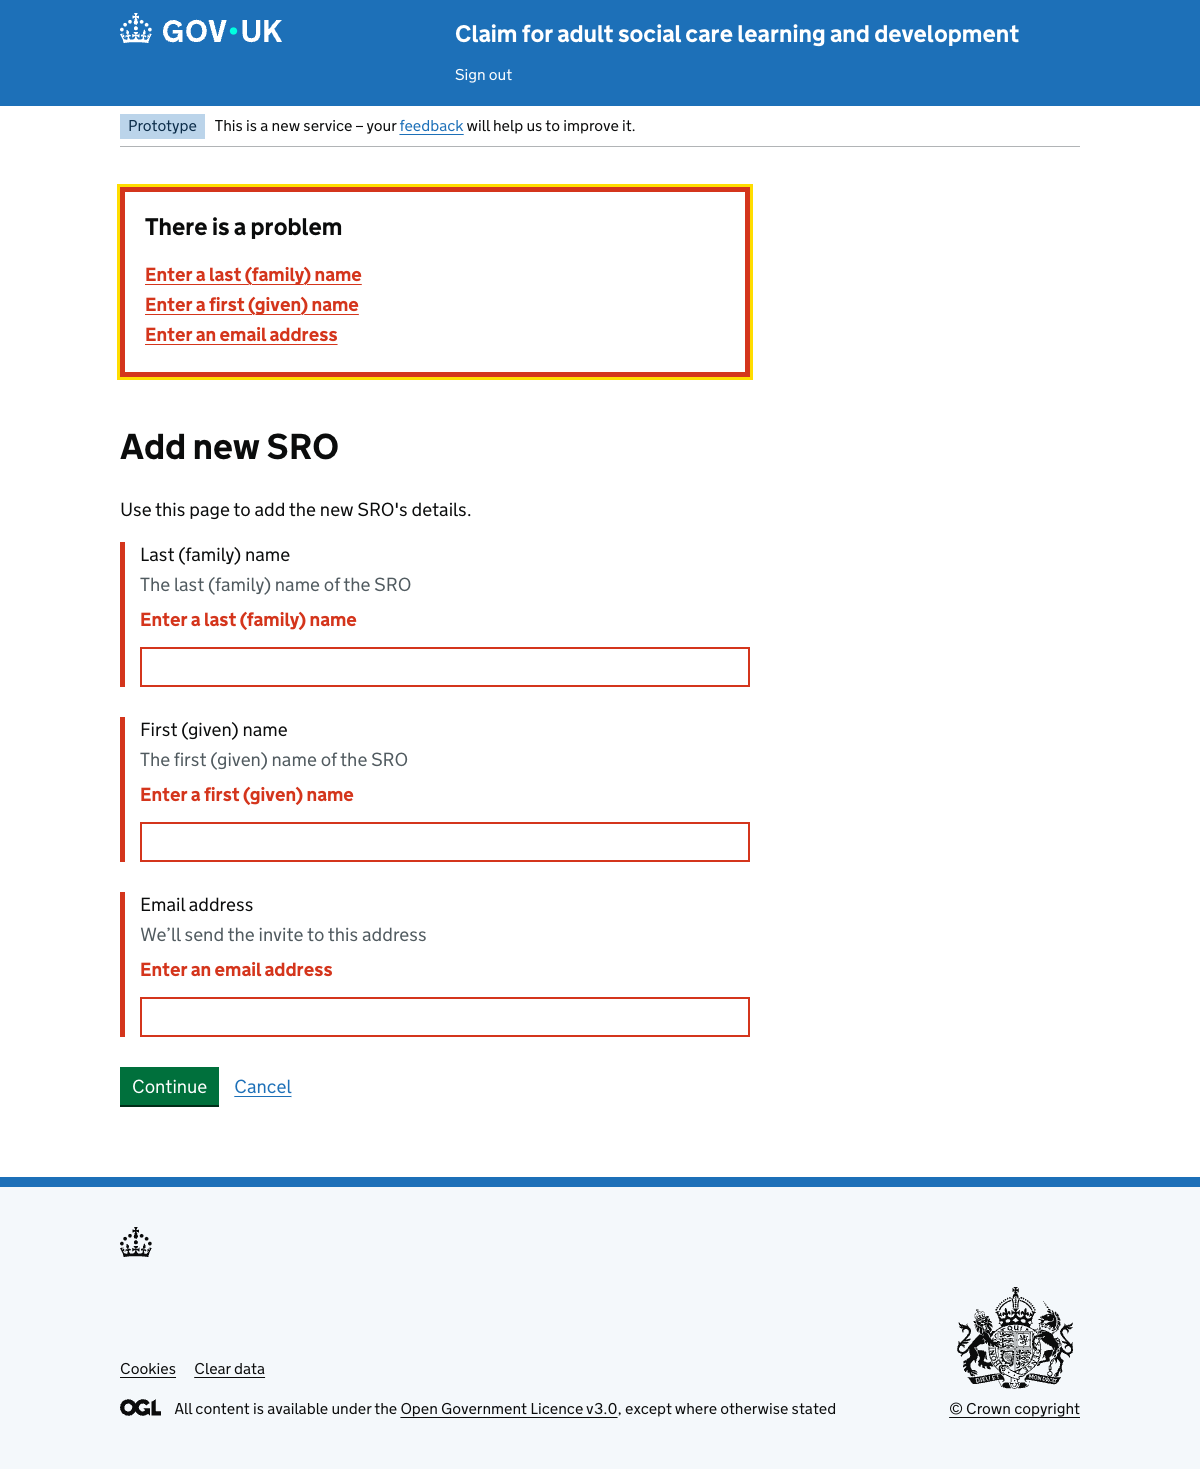 GOV·UK
Claim for adult social care learning and development
Sign out
Prototype This is a new service – your feedback will help us to improve it.
There is a problem
Enter a last (family) name
Enter a first (given) name
Enter an email address
Add new SRO
Use this page to add the new SRO's details.
Last (family) name
The last (family) name of the SRO
Enter a last (family) name
First (given) name
The first (given) name of the SRO
Enter a first (given) name
Email address
We’ll send the invite to this address
Enter an email address
Continue Cancel
Cookies Clear data
OGL All content is available under the Open Government Licence v3.0, except where otherwise stated
© Crown copyright